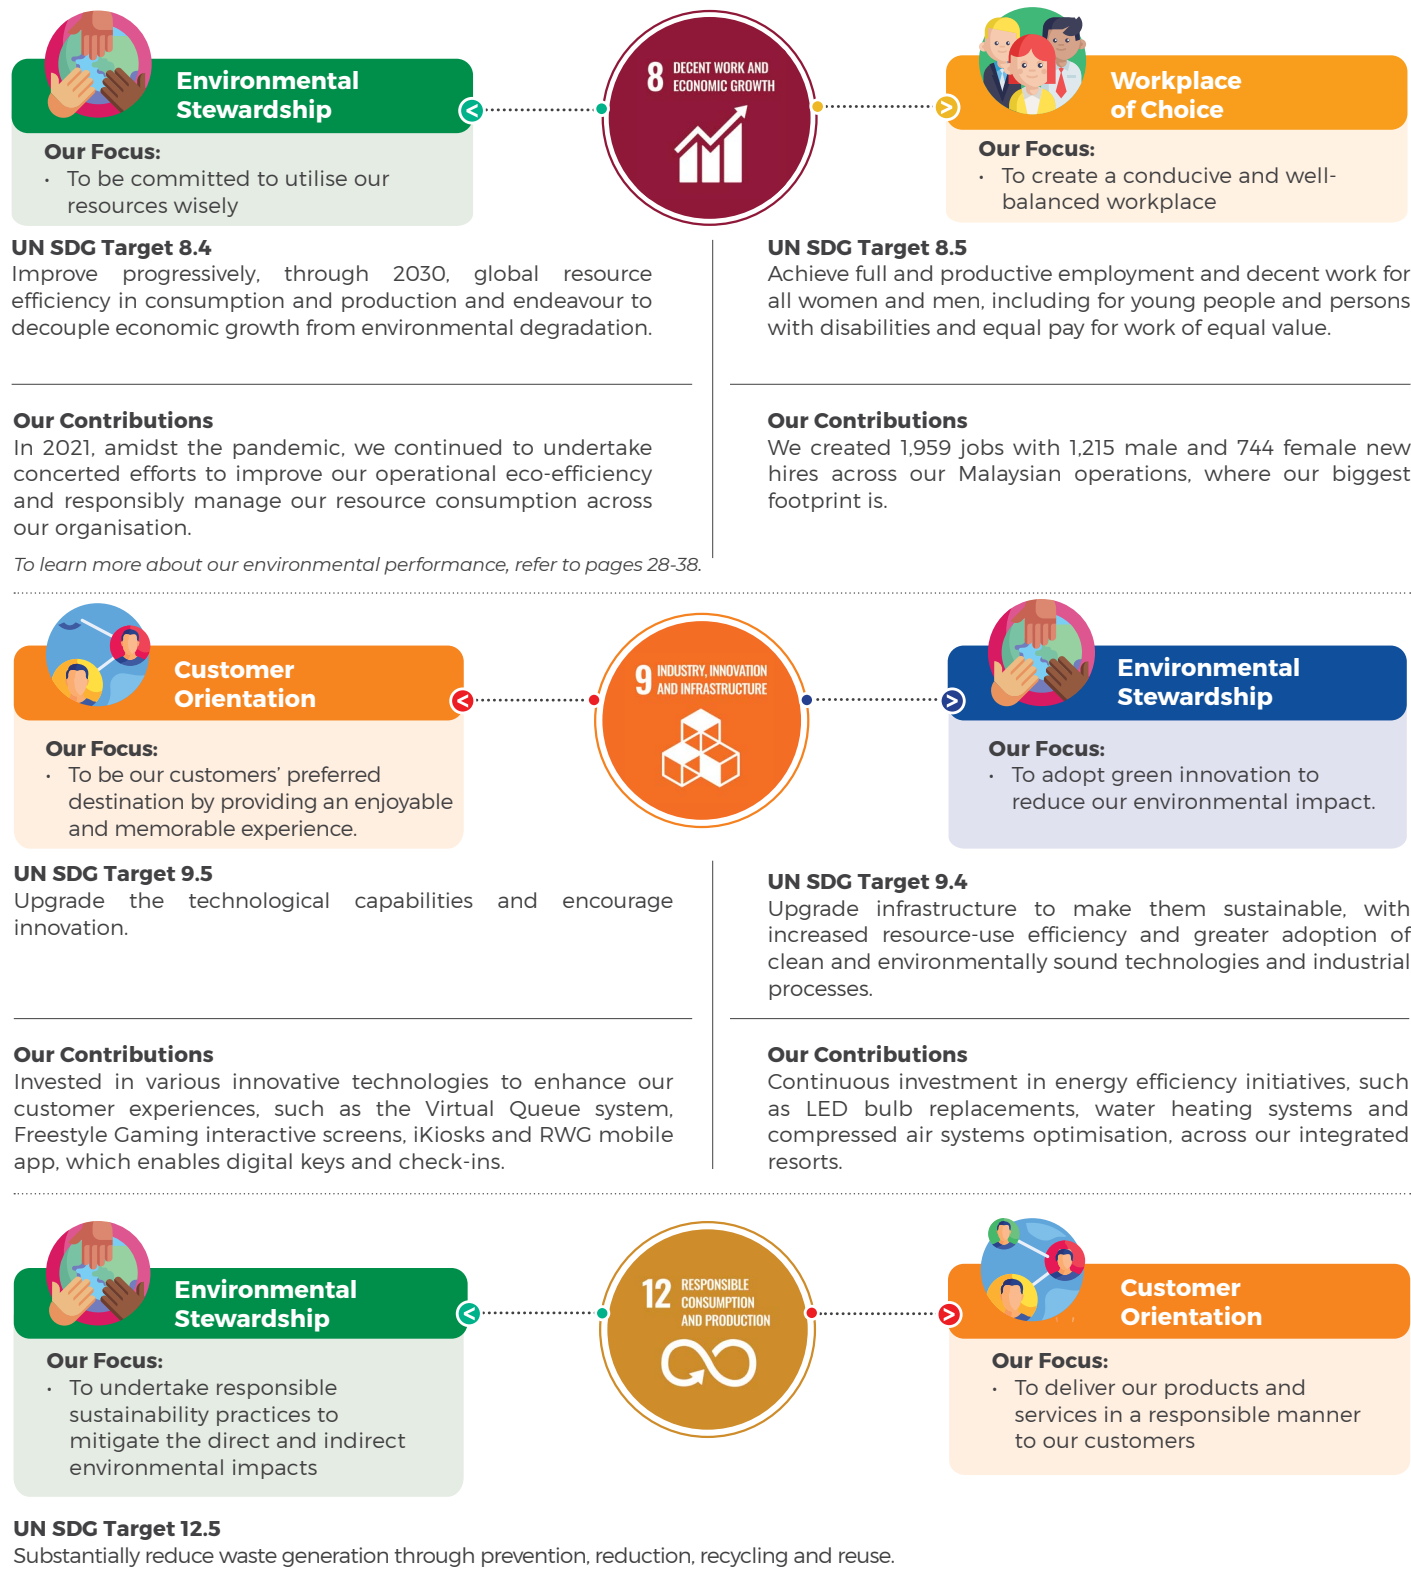 Environmental
Stewardship
Our Focus:
• To be committed to utilise our
resources wisely
8 DECENT WORK AND
ECONOMIC GROWTH
Workplace
of Choice
Our Focus:
• To create a conducive and well-
balanced workplace
UN SDG Target 8.4
Improve progressively, through 2030, global resource
efficiency in consumption and production and endeavour to
decouple economic growth from environmental degradation.
UN SDG Target 8.5
Achieve full and productive employment and decent work for
all women and men, including for young people and persons
with disabilities and equal pay for work of equal value.
Our Contributions
In 2021, amidst the pandemic, we continued to undertake
concerted efforts to improve our operational eco-efficiency
and responsibly manage our resource consumption across
our organisation.
To learn more about our environmental performance, refer to pages 28-38.
Our Contributions
We created 1,959 jobs with 1,215 male and 744 female new
hires across our Malaysian operations, where our biggest
footprint is.
Customer
Orientation
Our Focus:
• To be our customers’ preferred
destination by providing an enjoyable
and memorable experience.
9 INDUSTRY, INNOVATION
AND INFRASTRUCTURE
Environmental
Stewardship
Our Focus:
• To adopt green innovation to
reduce our environmental impact.
UN SDG Target 9.5
Upgrade the technological capabilities and encourage
innovation.
UN SDG Target 9.4
Upgrade infrastructure to make them sustainable, with
increased resource-use efficiency and greater adoption of
clean and environmentally sound technologies and industrial
processes.
Our Contributions
Invested in various innovative technologies to enhance our
customer experiences, such as the Virtual Queue system,
Freestyle Gaming interactive screens, iKiosks and RWG mobile
app, which enables digital keys and check-ins.
Our Contributions
Continuous investment in energy efficiency initiatives, such
as LED bulb replacements, water heating systems and
compressed air systems optimisation, across our integrated
resorts.
Environmental
Stewardship
Our Focus:
• To undertake responsible
sustainability practices to
mitigate the direct and indirect
environmental impacts
12 RESPONSIBLE
CONSUMPTION
AND PRODUCTION
Customer
Orientation
Our Focus:
• To deliver our products and
services in a responsible manner
to our customers
UN SDG Target 12.5
Substantially reduce waste generation through prevention, reduction, recycling and reuse.